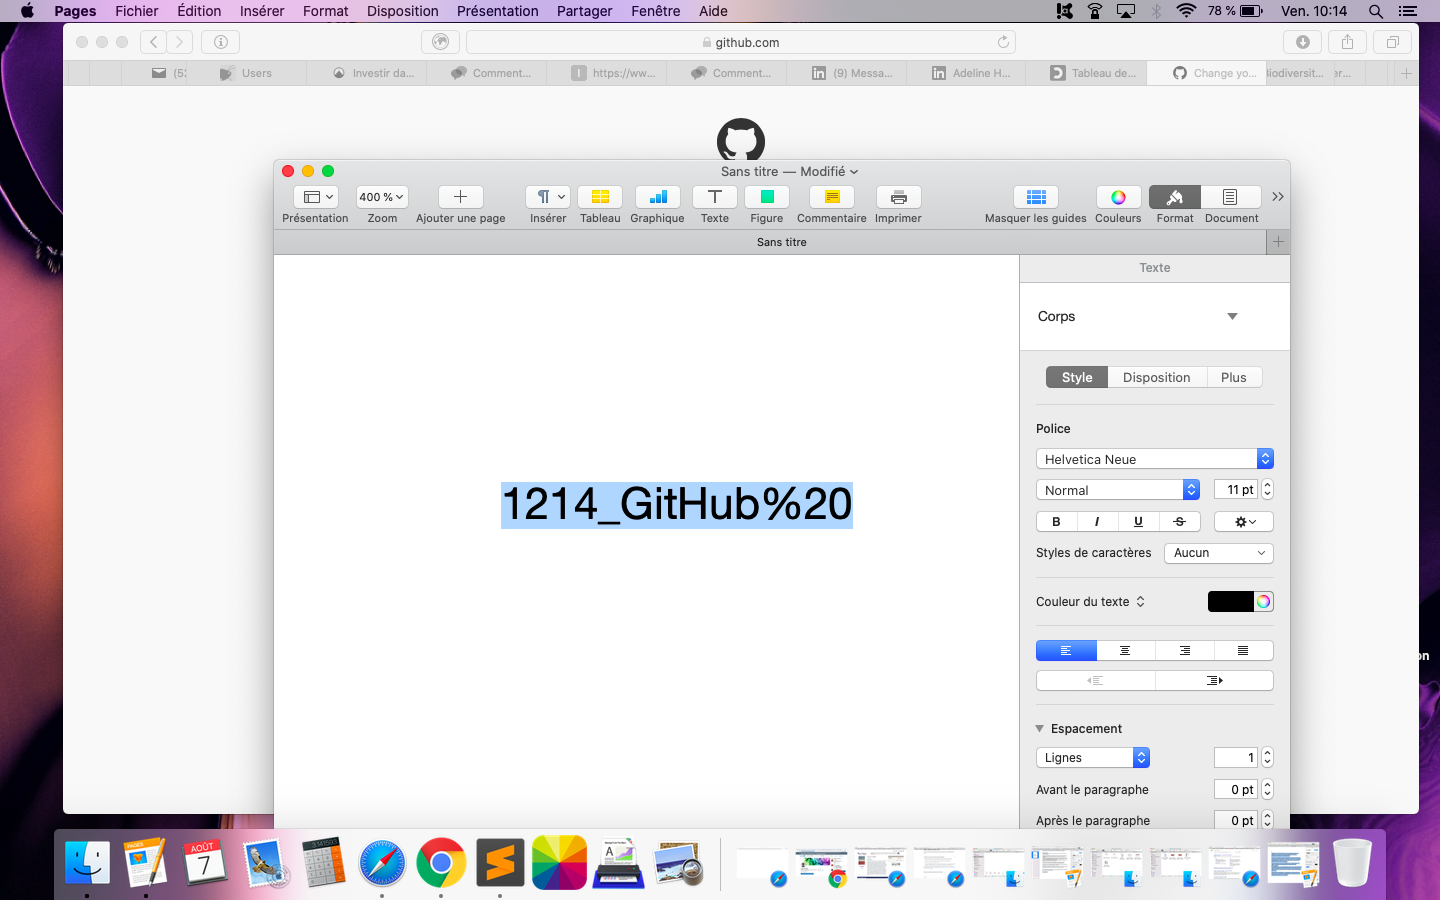 Pages Fichier Édition Insérer Format Disposition Présentation Partager Fenêtre Aide 78 % Ven. 10:14
github.com
Users Investir da... Comment... https://ww... Comment... (9) Messa... Adeline H... Tableau de... Change yo...
Sans titre — Modifié
400 %
Présentation Zoom Ajouter une page Insérer Tableau Graphique Texte Figure Commentaire Imprimer Masquer les guides Couleurs Format Document
Sans titre
Texte
Corps
Style Disposition Plus
1214_GitHub%20
Police
Helvetica Neue
Normal 11 pt
B I U S
Styles de caractères Aucun
Couleur du texte
Espacement
Lignes 1
Avant le paragraphe 0 pt
Après le paragraphe 0 pt
AOÛT
7